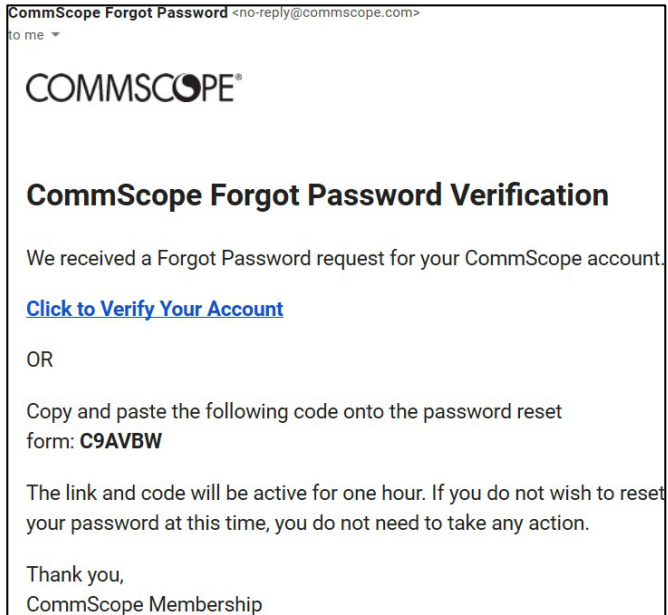 CommScope Forgot Password <no-reply@commscope.com>
to me
COMMSCOPE®
CommScope Forgot Password Verification
We received a Forgot Password request for your CommScope account.
Click to Verify Your Account
OR
Copy and paste the following code onto the password reset
form: C9AVBW
The link and code will be active for one hour. If you do not wish to reset
your password at this time, you do not need to take any action.
Thank you,
CommScope Membership